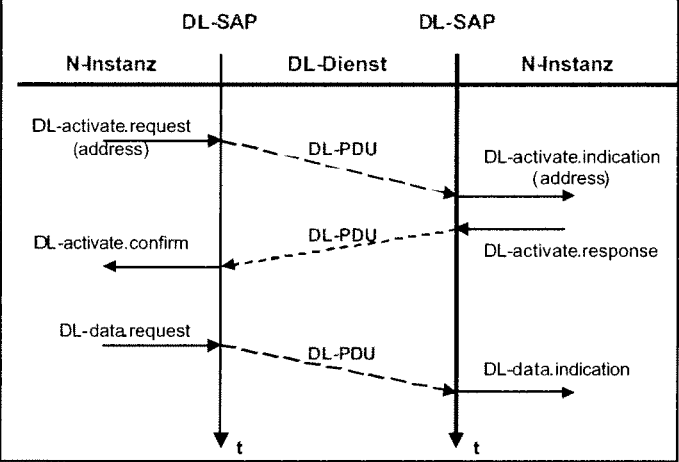 DL-SAP DL-SAP
N-Instanz DL-Dienst N-Instanz
DL-activate.request
(address)
DL-PDU
DL-activate.indication
(address)
DL-activate.confirm
DL-PDU
DL-activate.response
DL-data.request
DL-PDU
DL-data.indication
t t